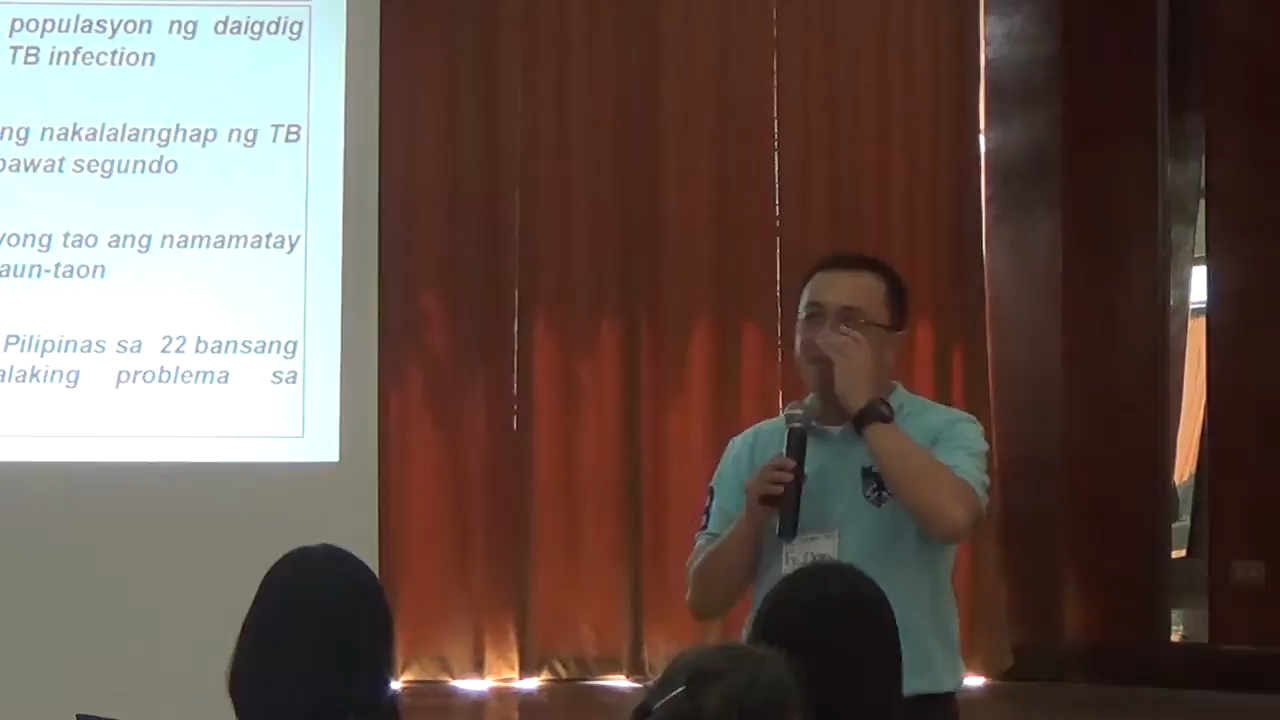 populasyon ng daigdig
TB infection
ng nakalalanghap ng TB
bawat segundo
yong tao ang namamatay
aun-taon
Pilipinas sa 22 bansang
alaking problema sa